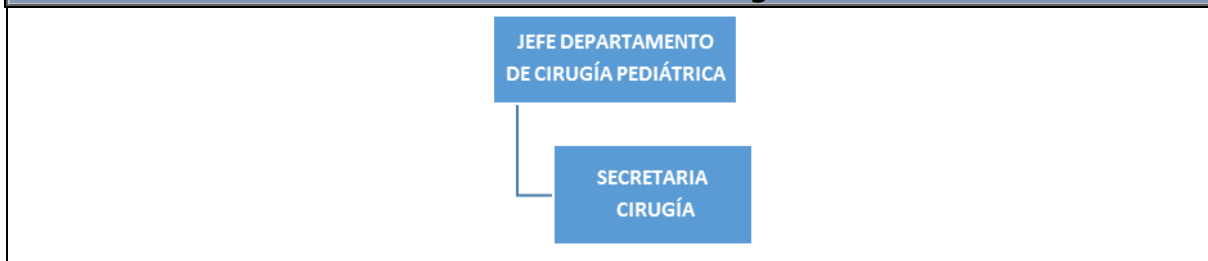 JEFE DEPARTAMENTO
DE CIRUGÍA PEDIÁTRICA
SECRETARIA
CIRUGÍA